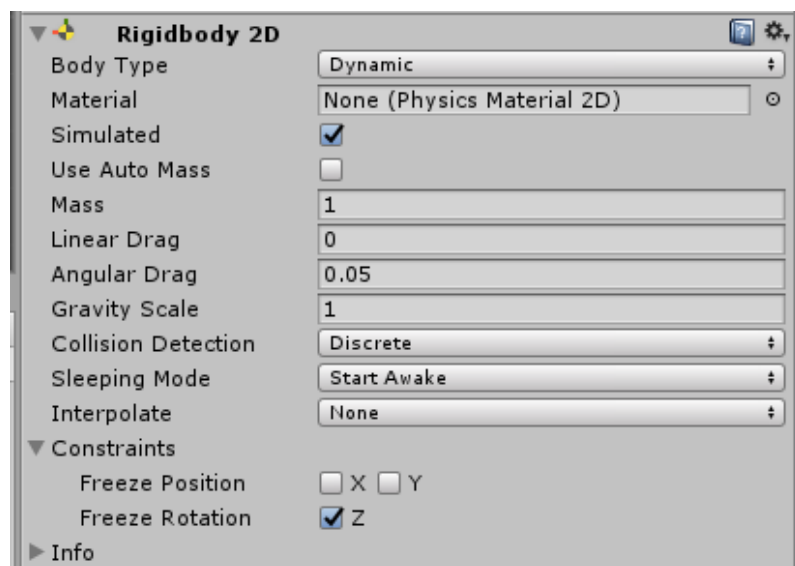 Rigidbody 2D
Body Type Dynamic
Material None (Physics Material 2D)
Simulated
Use Auto Mass
Mass 1
Linear Drag 0
Angular Drag 0.05
Gravity Scale 1
Collision Detection Discrete
Sleeping Mode Start Awake
Interpolate None
Constraints
Freeze Position X Y
Freeze Rotation Z
Info